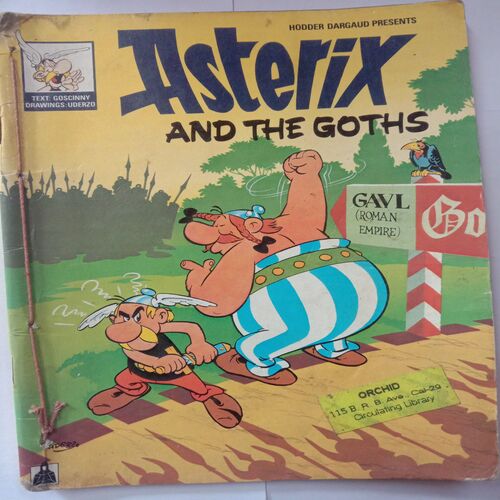 HODDER DARGAUD PRESENTS
Asterix
AND THE GOTHS
TEXT: GOSCINNY
DRAWINGS: UDERZO
GAVL
(ROMAN
EMPIRE)
Go
ORCHID
115 B. R. B. Ave., Cal-29
Circulating Library